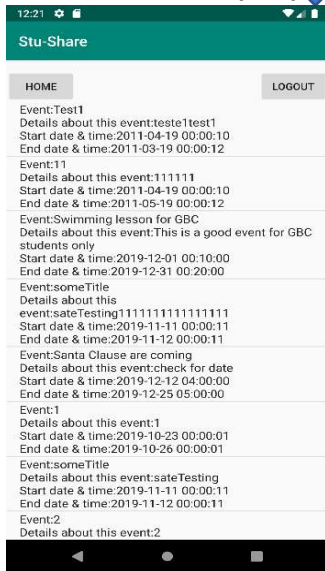 12:21
Stu-Share
HOME
LOGOUT
Event:Test1
Details about this event:teste1test1
Start date & time:2011-04-19 00:00:10
End date & time:2011-03-19 00:00:12
Event:11
Details about this event:111111
Start date & time:2011-04-19 00:00:10
End date & time:2011-05-19 00:00:12
Event:Swimming lesson for GBC
Details about this event:This is a good event for GBC
students only
Start date & time:2019-12-01 00:10:00
End date & time:2019-12-31 00:20:00
Event:someTitle
Details about this
event:sateTesting1111111111111111
Start date & time:2019-11-11 00:00:11
End date & time:2019-11-12 00:00:11
Event:Santa Clause are coming
Details about this event:check for date
Start date & time:2019-12-12 04:00:00
End date & time:2019-12-25 05:00:00
Event:1
Details about this event:1
Start date & time:2019-10-23 00:00:01
End date & time:2019-10-26 00:00:01
Event:someTitle
Details about this event:sateTesting
Start date & time:2019-11-11 00:00:11
End date & time:2019-11-12 00:00:11
Event:2
Details about this event:2